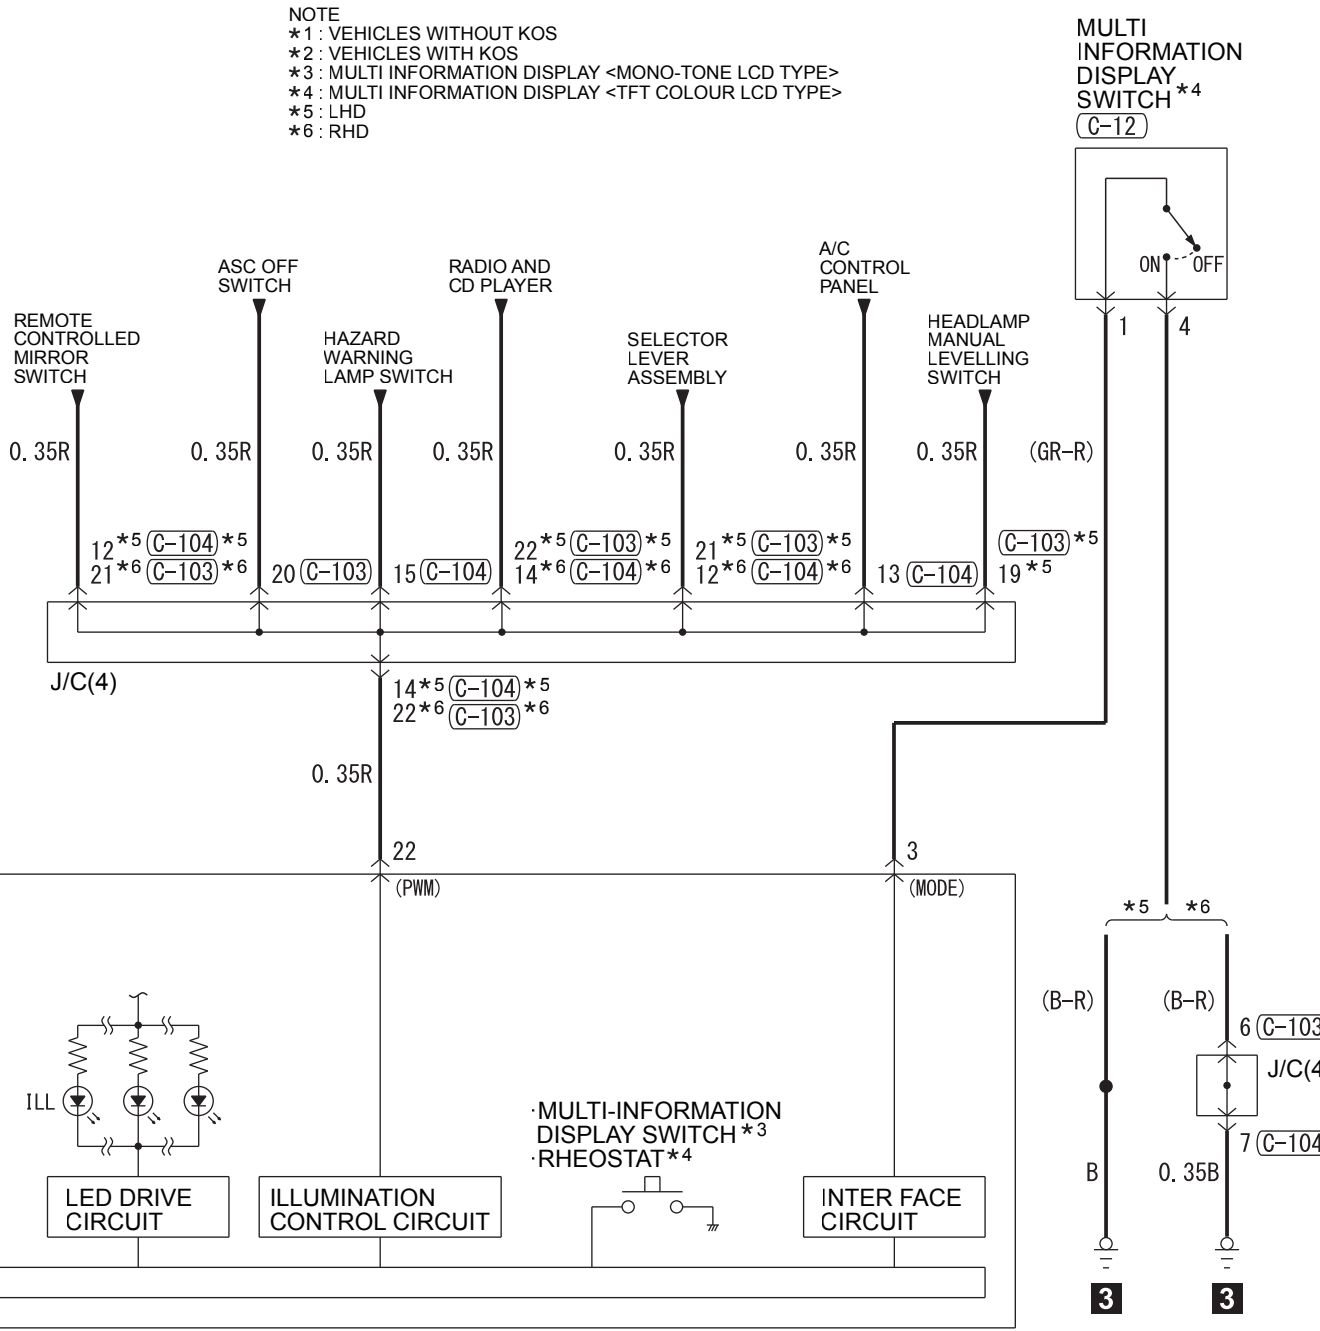 NOTE
*1 : VEHICLES WITHOUT KOS
*2 : VEHICLES WITH KOS
*3 : MULTI INFORMATION DISPLAY <MONO-TONE LCD TYPE>
*4 : MULTI INFORMATION DISPLAY <TFT COLOUR LCD TYPE>
*5 : LHD
*6 : RHD
MULTI
INFORMATION
DISPLAY
SWITCH *4
C-12
ON
OFF
1
4
REMOTE
CONTROLLED
MIRROR
SWITCH
ASC OFF
SWITCH
HAZARD
WARNING
LAMP SWITCH
RADIO AND
CD PLAYER
SELECTOR
LEVER
ASSEMBLY
A/C
CONTROL
PANEL
HEADLAMP
MANUAL
LEVELLING
SWITCH
0.35R
0.35R
0.35R
0.35R
0.35R
0.35R
0.35R
(GR-R)
12 *5 C-104 *5
21 *6 C-103 *6
20 C-103
15 C-104
22 *5 C-103 *5
14 *6 C-104 *6
21 *5 C-103 *5
12 *6 C-104 *6
13 C-104
C-103 *5
19 *5
J/C(4)
14 *5 C-104 *5
22 *6 C-103 *6
0.35R
22
(PWM)
3
(MODE)
*5
*6
(B-R)
(B-R)
6 C-103
J/C(4
7 C-104
B
0.35B
3
3
ILL
LED DRIVE
CIRCUIT
ILLUMINATION
CONTROL CIRCUIT
·MULTI-INFORMATION
DISPLAY SWITCH *3
·RHEOSTAT *4
INTER FACE
CIRCUIT